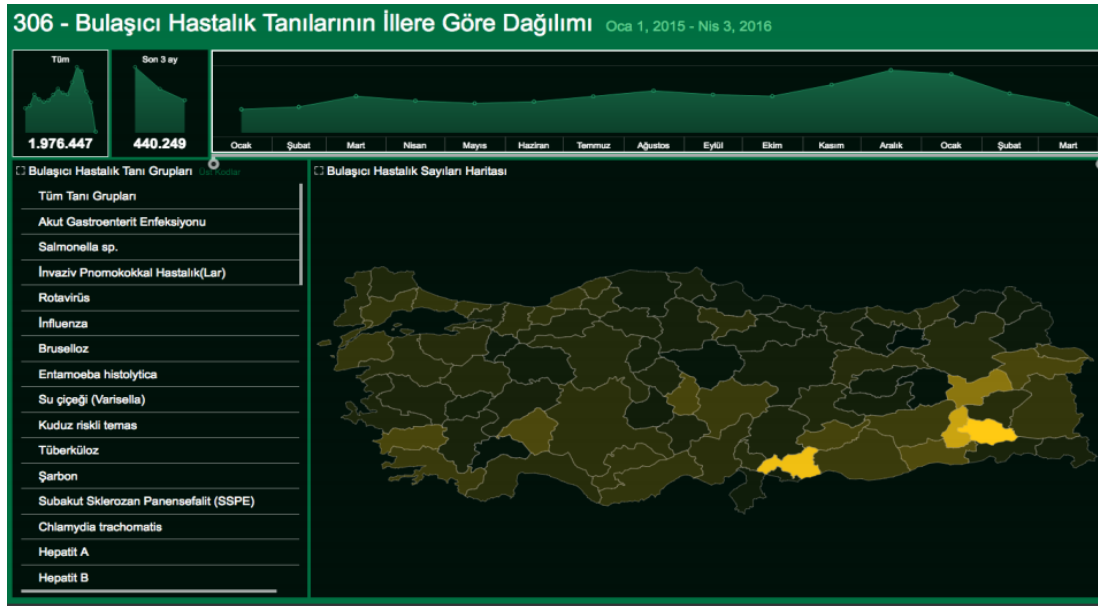 306 - Bulaşıcı Hastalık Tanılarının İllere Göre Dağılımı Oca 1, 2015 - Nis 3, 2016
Tüm
1.976.447
Son 3 ay
440.249
Ocak Şubat Mart Nisan Mayıs Haziran Temmuz Ağustos Eylül Ekim Kasım Aralık Ocak Şubat Mart
Bulaşıcı Hastalık Tanı Grupları Üst Kodlar
Tüm Tanı Grupları
Akut Gastroenterit Enfeksiyonu
Salmonella sp.
İnvaziv Pnomokokkal Hastalık(Lar)
Rotavirüs
İnfluenza
Bruselloz
Entamoeba histolytica
Su çiçeği (Varisella)
Kuduz riskli temas
Tüberküloz
Şarbon
Subakut Sklerozan Panensefalit (SSPE)
Chlamydia trachomatis
Hepatit A
Hepatit B
Bulaşıcı Hastalık Sayıları Haritası